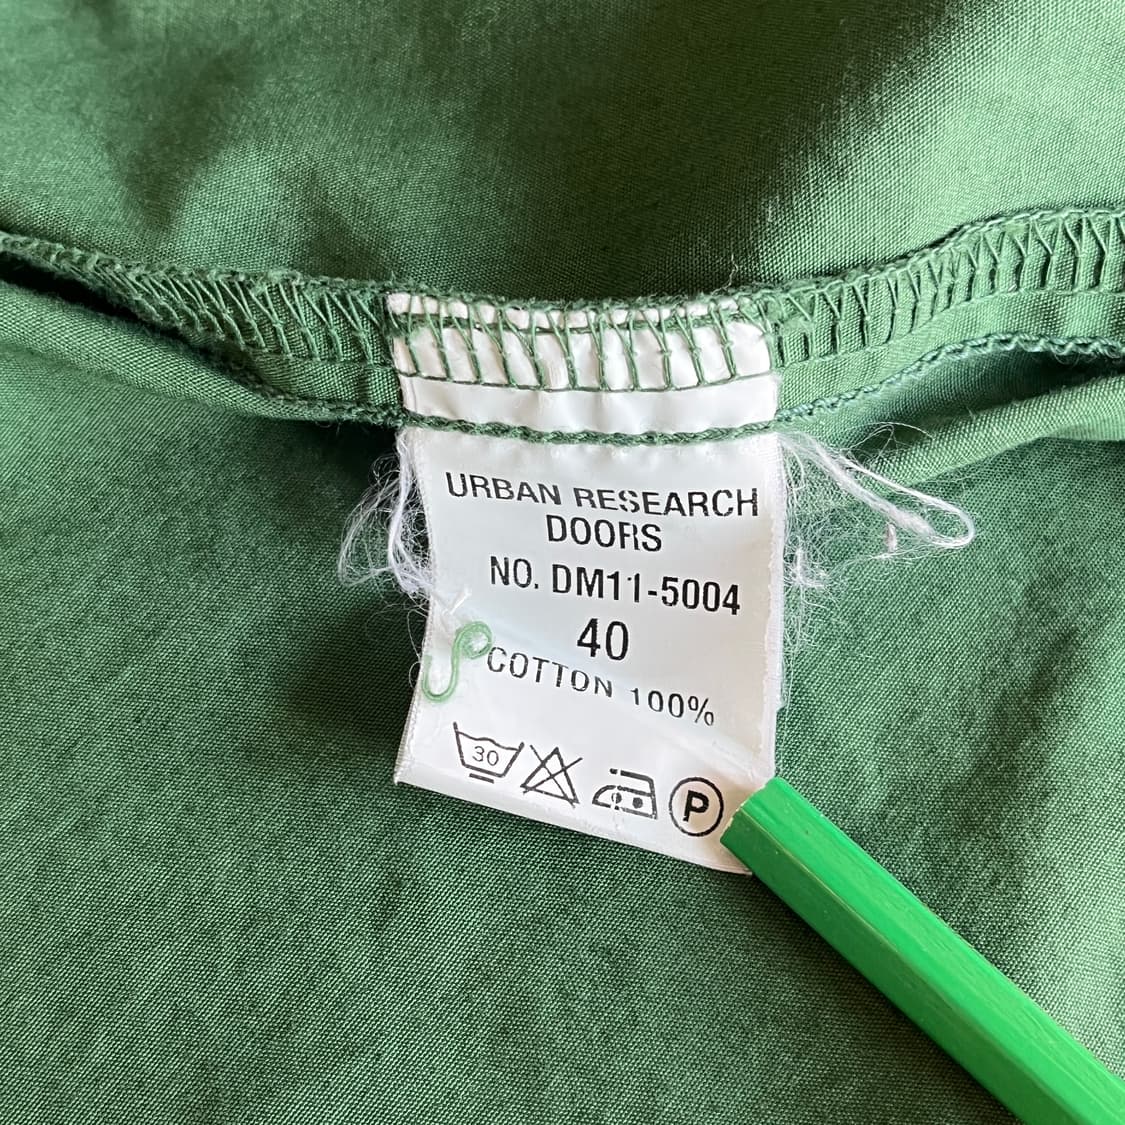 URBAN RESEARCH
DOORS
NO. DM11-5004
40
COTTON 100%
30
P